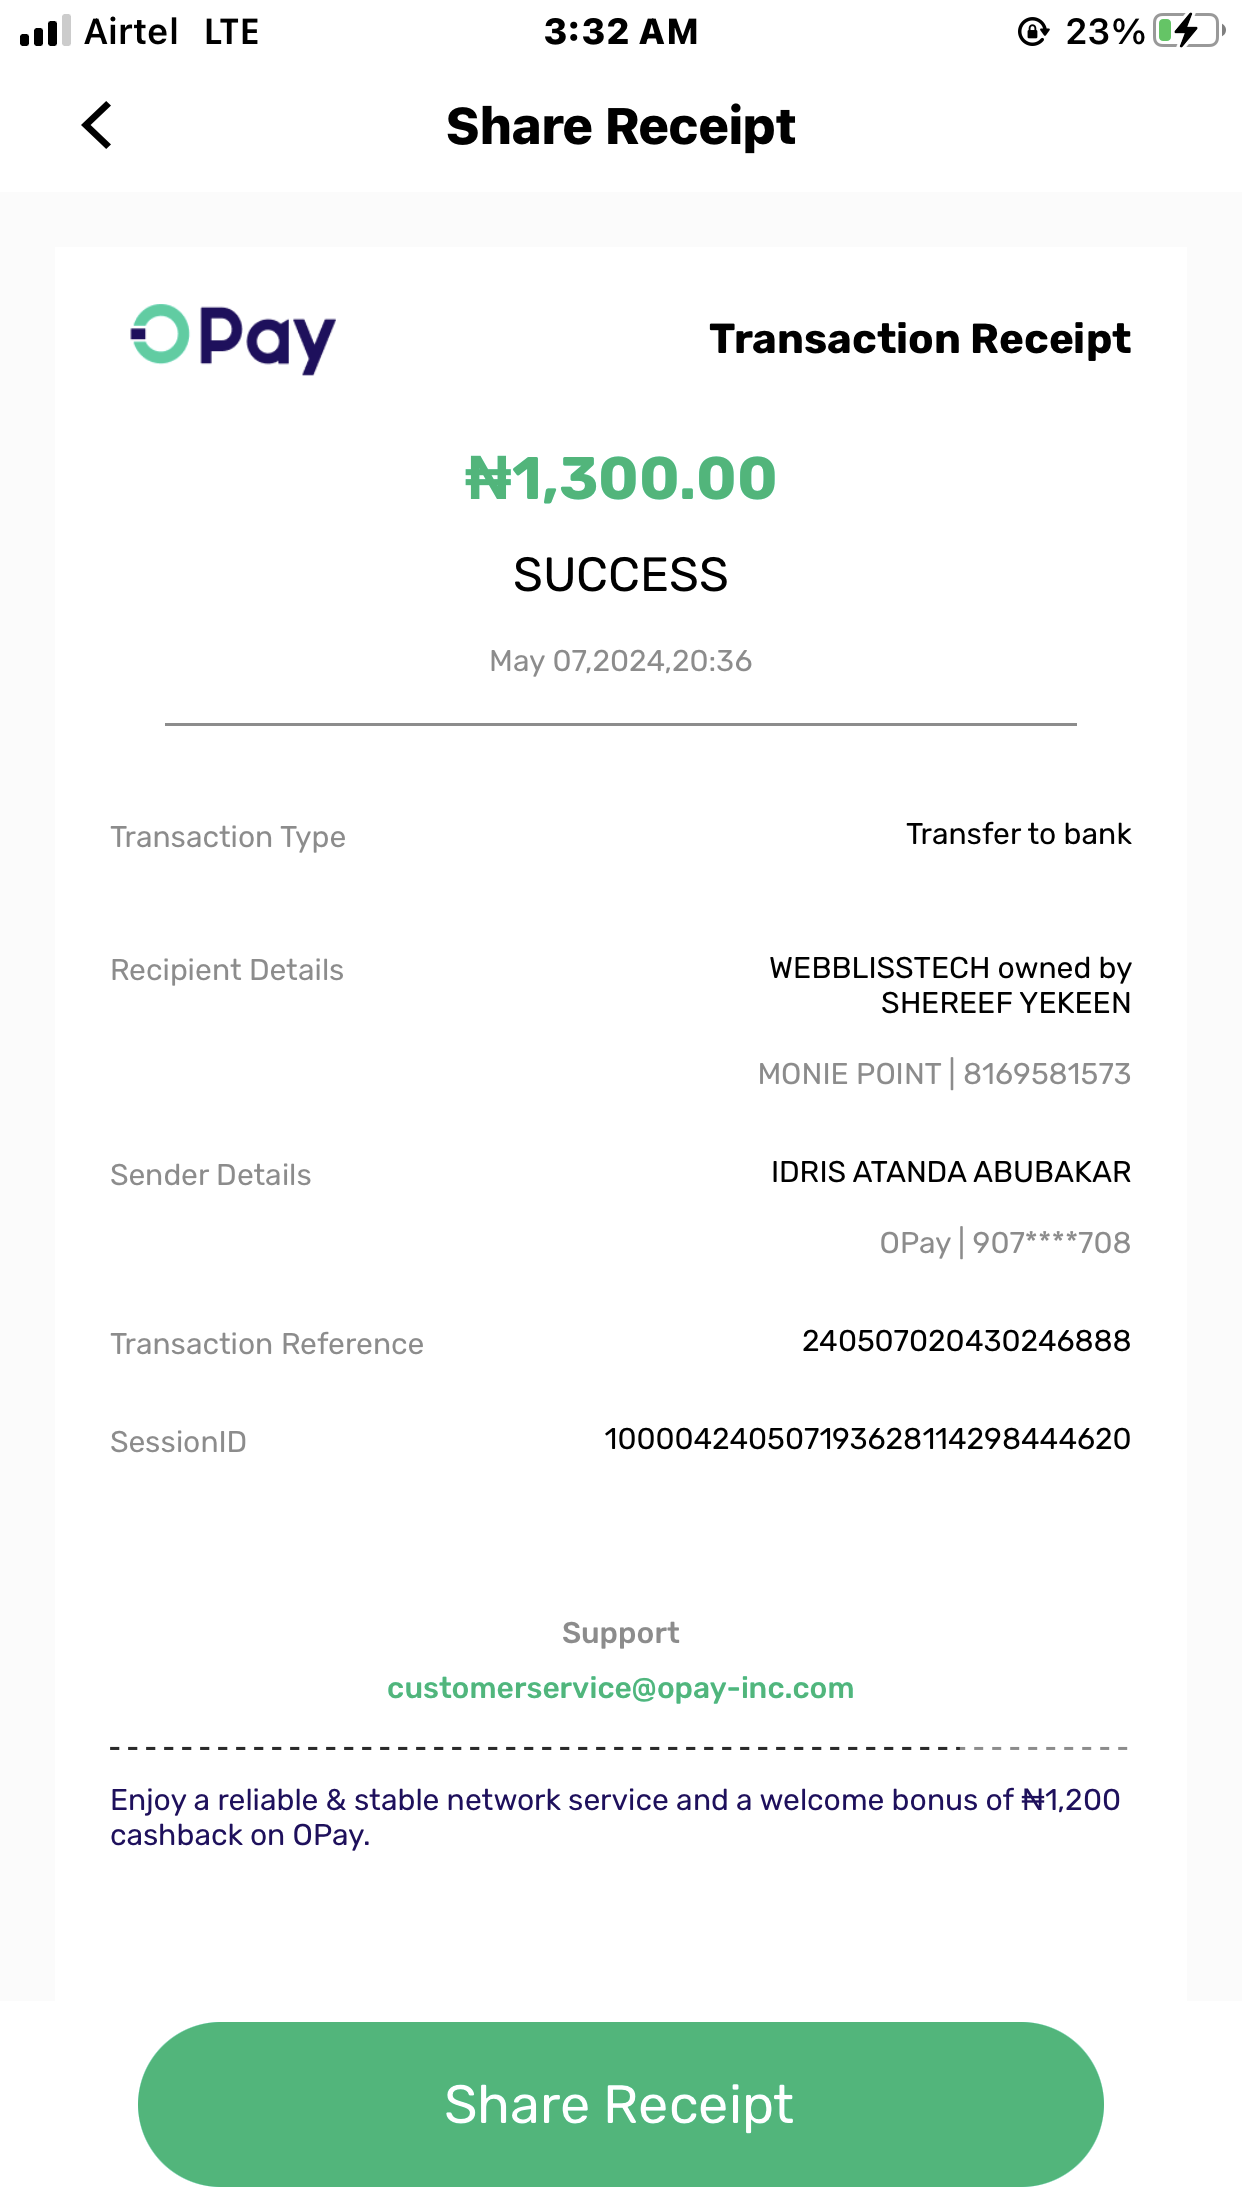 Airtel LTE 3:32 AM 23%
Share Receipt
OPay Transaction Receipt
₦1,300.00
SUCCESS
May 07,2024,20:36
Transaction Type Transfer to bank
Recipient Details WEBBLISSTECH owned by
SHEREEF YEKEEN
MONIE POINT | 8169581573
Sender Details IDRIS ATANDA ABUBAKAR
OPay | 907****708
Transaction Reference 240507020430246888
SessionID 100004240507193628114298444620
Support
customerservice@opay-inc.com
Enjoy a reliable & stable network service and a welcome bonus of ₦1,200
cashback on OPay.
Share Receipt